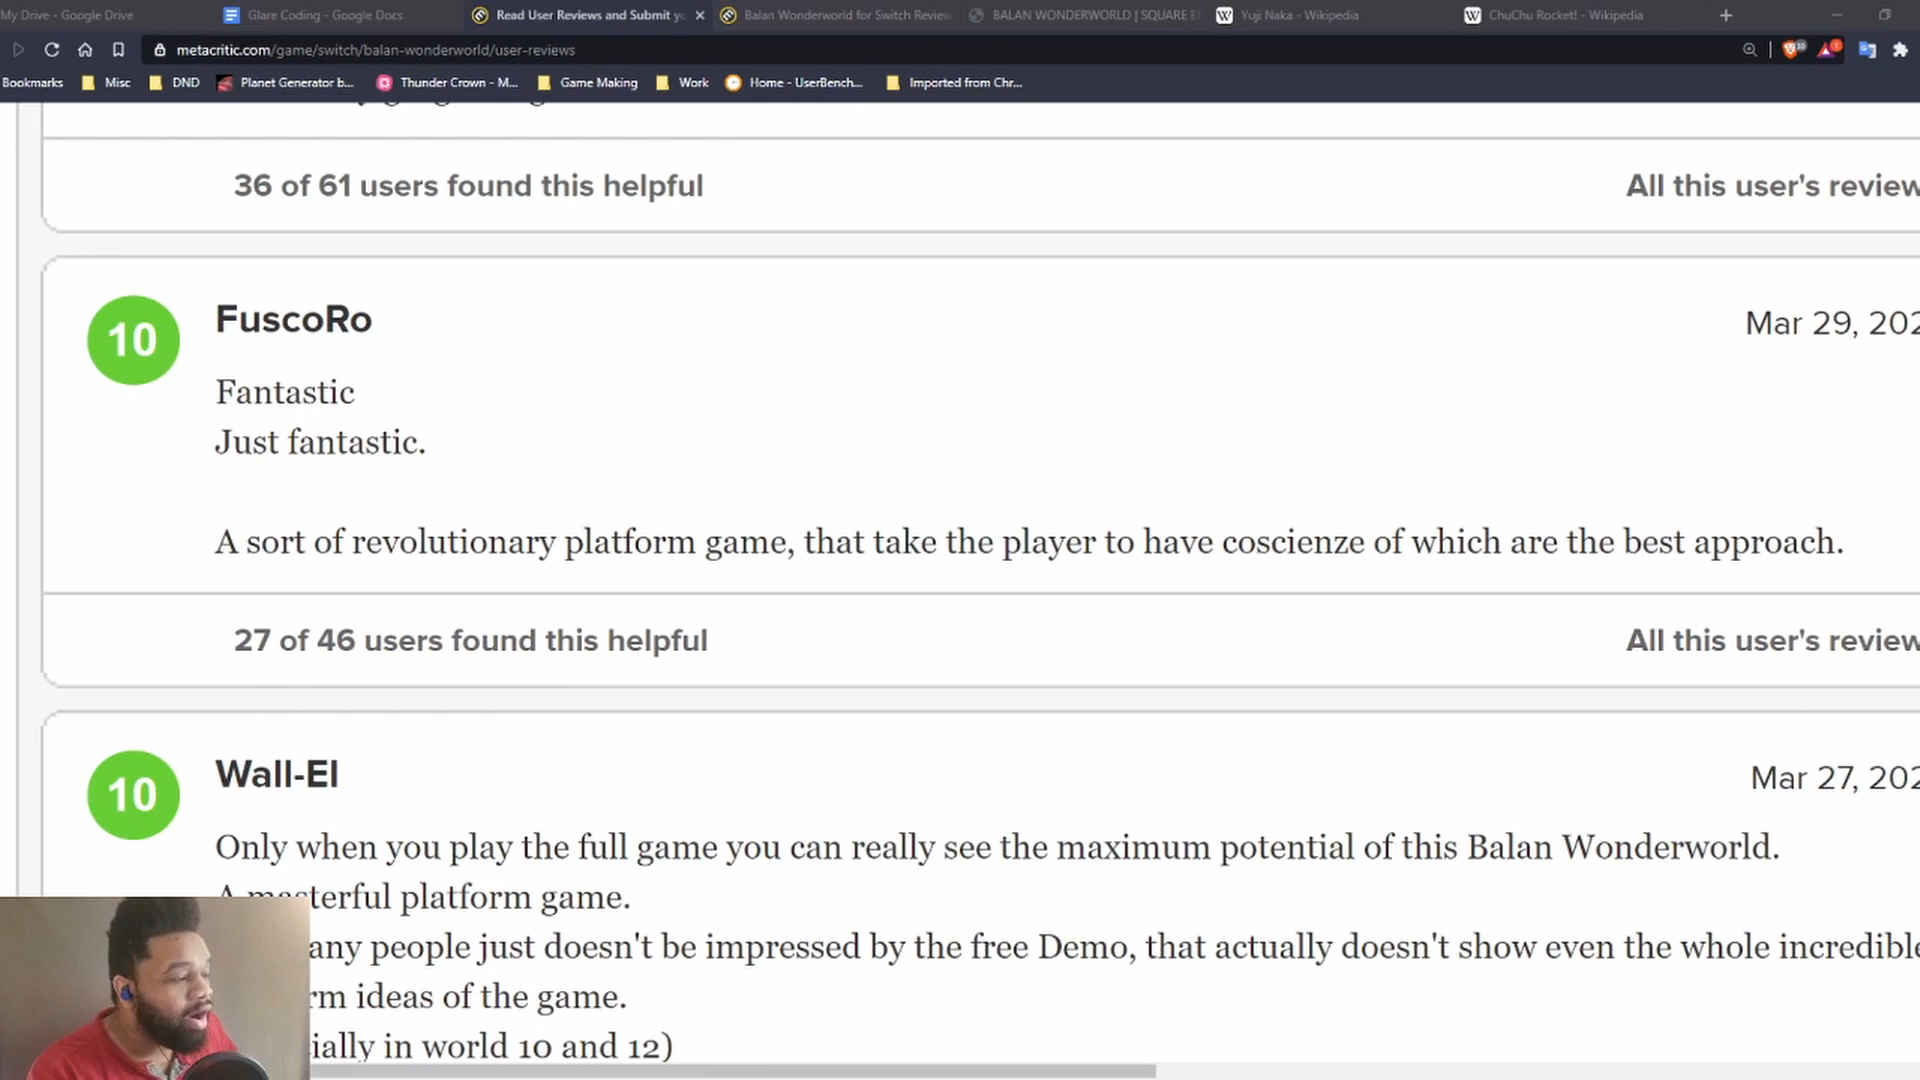 My Drive - Google Drive
Glare Coding - Google Docs
Read User Reviews and Submit
Balan Wonderworld for Switch Review
BALAN WONDERWORLD | SQUARE
Yuji Naka - Wikipedia
ChuChu Rocket! - Wikipedia
metacritic.com/game/switch/balan-wonderworld/user-reviews
Bookmarks
Misc
DND
Planet Generator b...
Thunder Crown - M...
Game Making
Work
Home - UserBench...
Imported from Chr...
36 of 61 users found this helpful
All this user's review
10
FuscoRo
Mar 29, 202
Fantastic
Just fantastic.
A sort of revolutionary platform game, that take the player to have coscienze of which are the best approach.
27 of 46 users found this helpful
All this user's review
10
Wall-El
Mar 27, 202
Only when you play the full game you can really see the maximum potential of this Balan Wonderworld.
A masterful platform game.
any people just doesn't be impressed by the free Demo, that actually doesn't show even the whole incredible
rm ideas of the game.
ially in world 10 and 12)